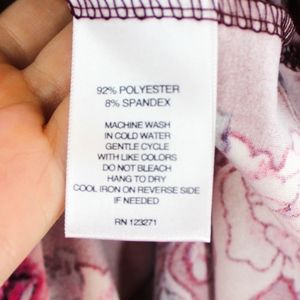 92% POLYESTER
8% SPANDEX
MACHINE WASH
IN COLD WATER
GENTLE CYCLE
WITH LIKE COLORS
DO NOT BLEACH
HANG TO DRY
COOL IRON ON REVERSE SIDE
IF NEEDED
RN 123271